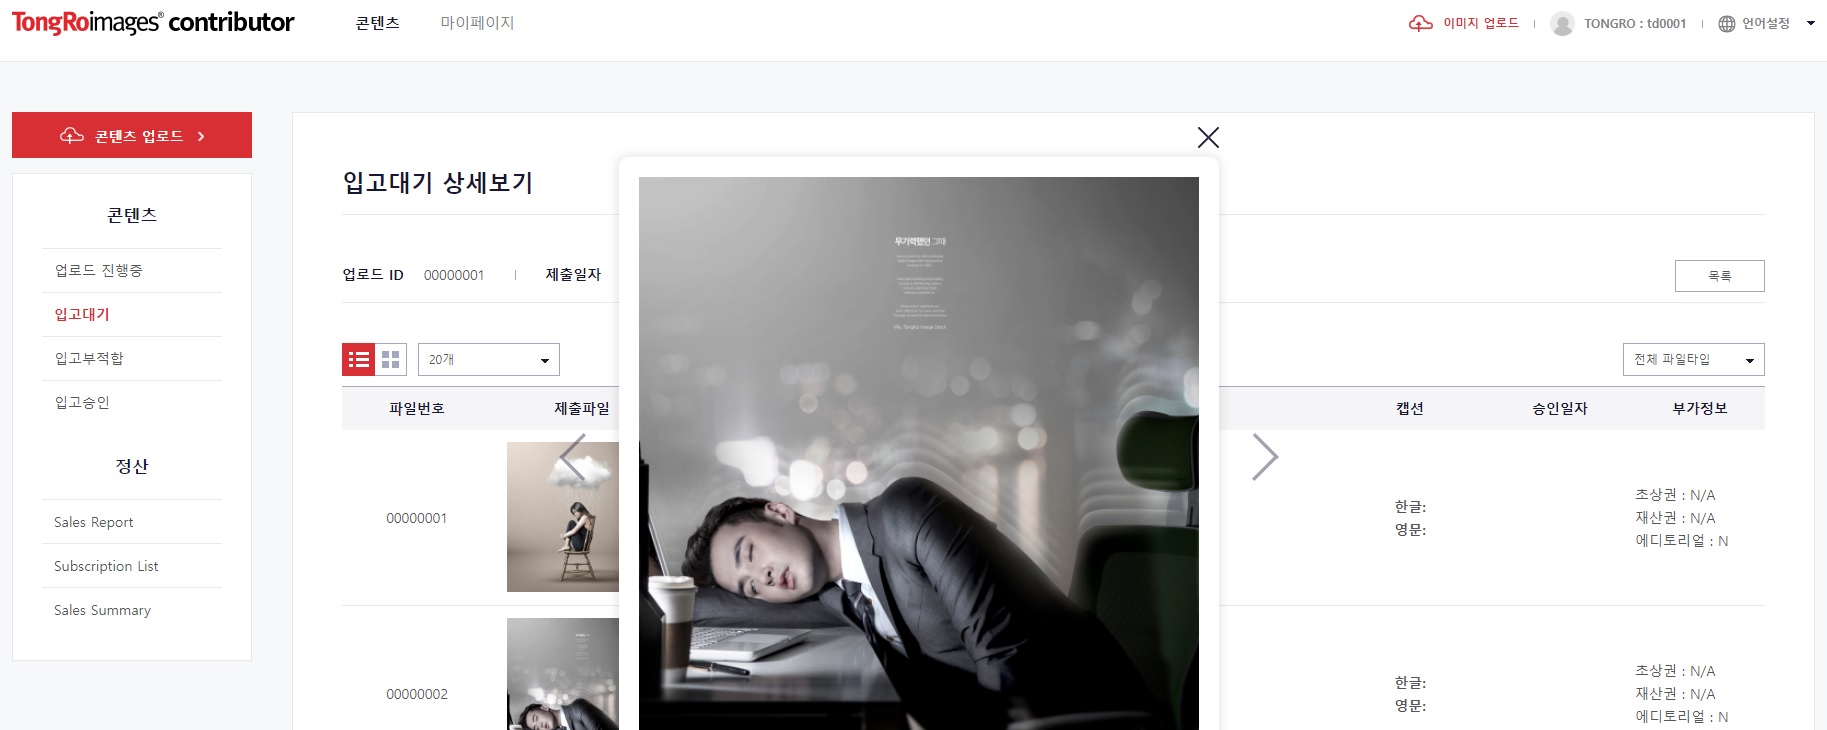 TongRoimages® contributor
콘텐츠
마이페이지
이미지 업로드
TONGRO : td0001
언어설정
콘텐츠 업로드
콘텐츠
업로드 진행중
입고대기
입고부적합
입고승인
정산
Sales Report
Subscription List
Sales Summary
입고대기 상세보기
업로드 ID 00000001 제출일자
목록
20개
전체 파일타입
파일번호 제출파일 캡션 승인일자 부가정보
무기력했던 그때
00000001
한글:
영문:
초상권 : N/A
재산권 : N/A
에디토리얼 : N
00000002
한글:
영문:
초상권 : N/A
재산권 : N/A
에디토리얼 : N